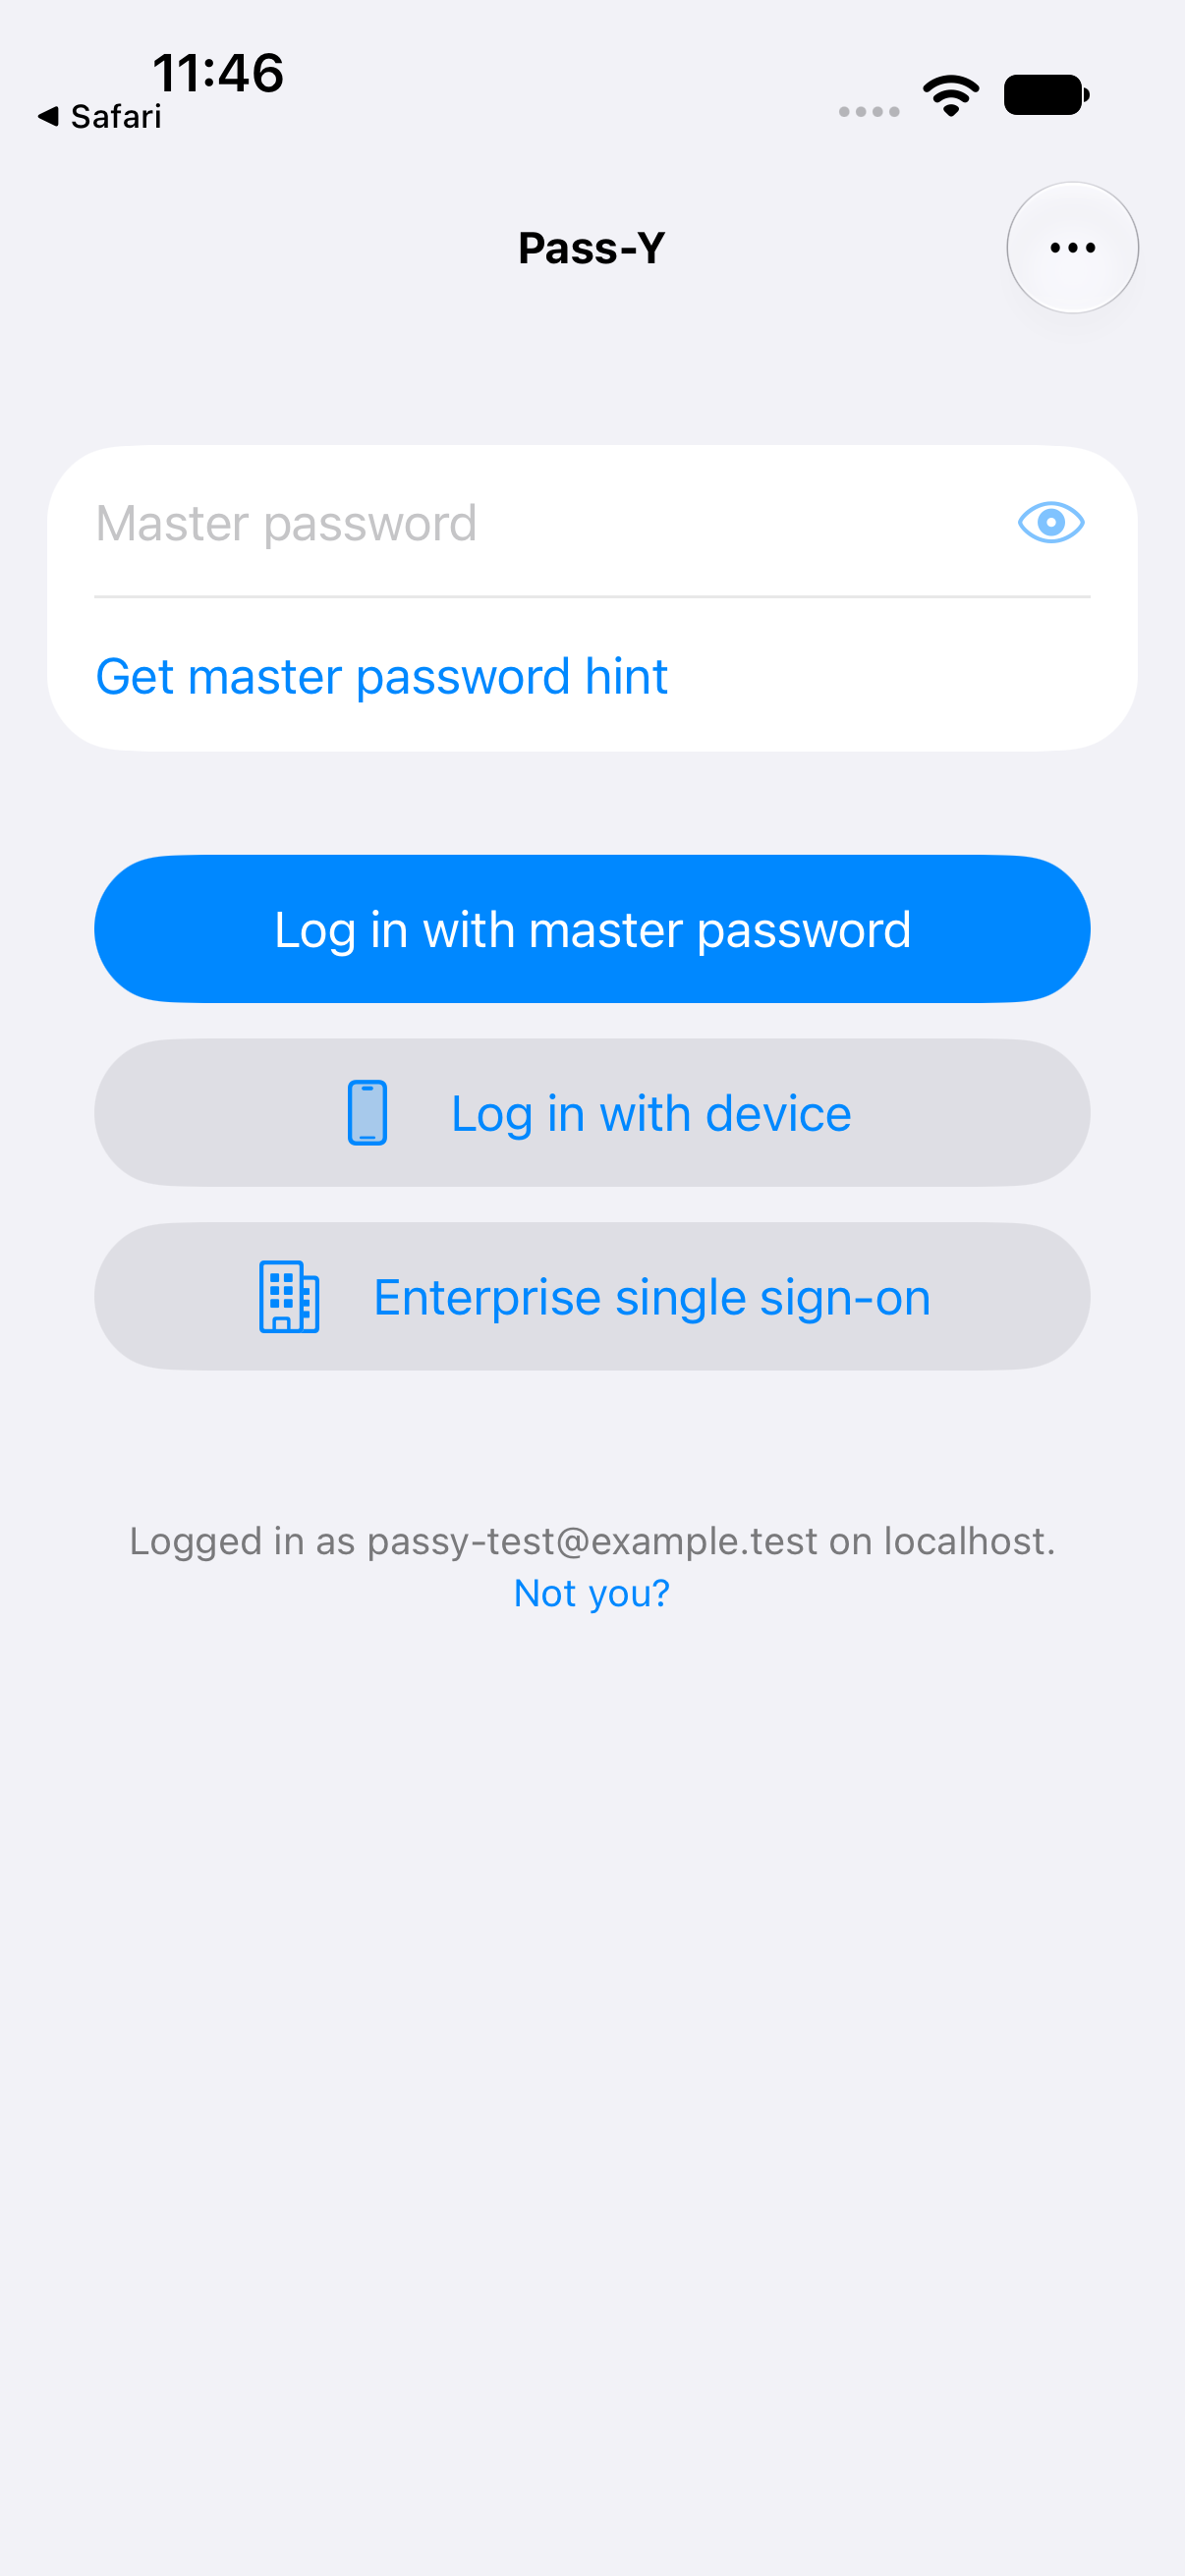 11:46
Safari
Pass-Y
Master password
Get master password hint
Log in with master password
Log in with device
Enterprise single sign-on
Logged in as passy-test@example.test on localhost.
Not you?